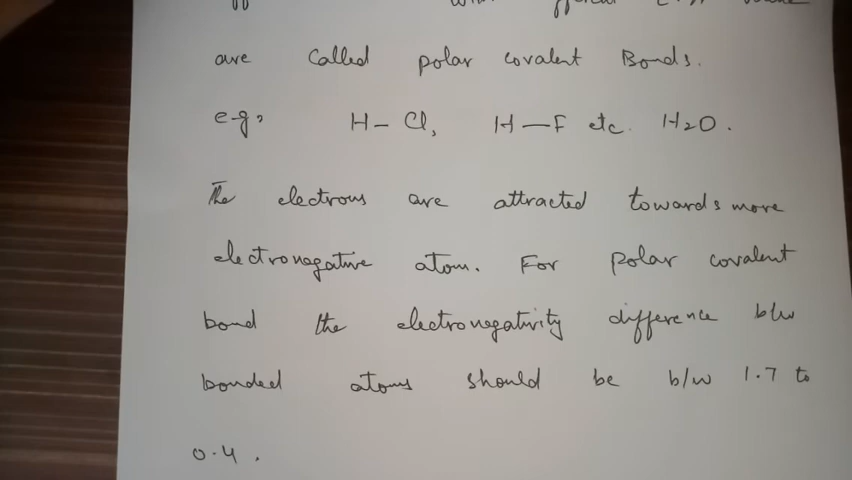 are Called polar covalent Bonds.
e-g, H - Cl, H — F etc. H2O.
The electrons are attracted towards more
electronegative atom. For polar covalent
bond the electronegativity difference b/w
bonded atoms should be b/w 1.7 to
0.4.